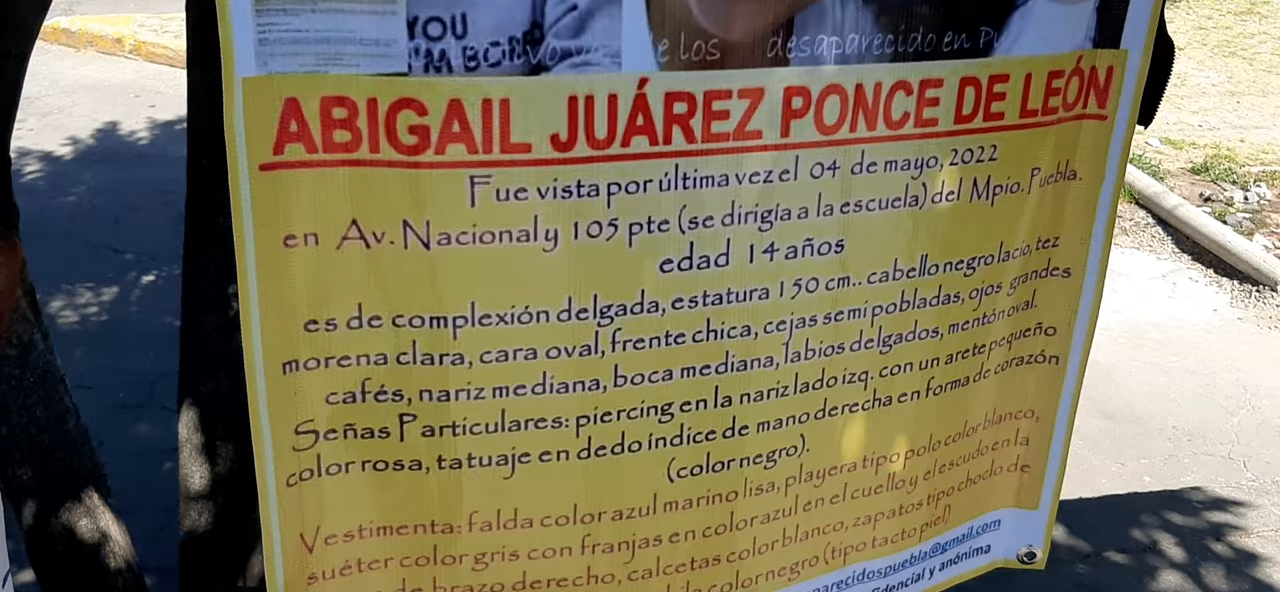 YOU
I'M BORN
de los desaparecido en Pu
ABIGAIL JUÁREZ PONCE DE LEÓN
Fue vista por última vez el 04 de mayo, 2022
en Av. Nacional y 105 pte (se dirigía a la escuela) del Mpio. Puebla.
edad 14 años
es de complexión delgada, estatura 150 cm.. cabello negro lacio, tez
morena clara, cara oval, frente chica, cejas semi pobladas, ojos grandes
cafés, nariz mediana, boca mediana, labios delgados, mentón oval.
Señas Particulares: piercing en la nariz lado izq. con un arete pequeño
color rosa, tatuaje en dedo índice de mano derecha en forma de corazón
(color negro).
Vestimenta: falda color azul marino lisa, playera tipo polo color blanco,
suéter color gris con franjas en color azul en el cuello y el escudo en la
brazo derecho, calcetas color blanco, zapatos tipo choclo de
color negro (tipo tacto piel)
parecidospuebla@gmail.com
idencial y anónima